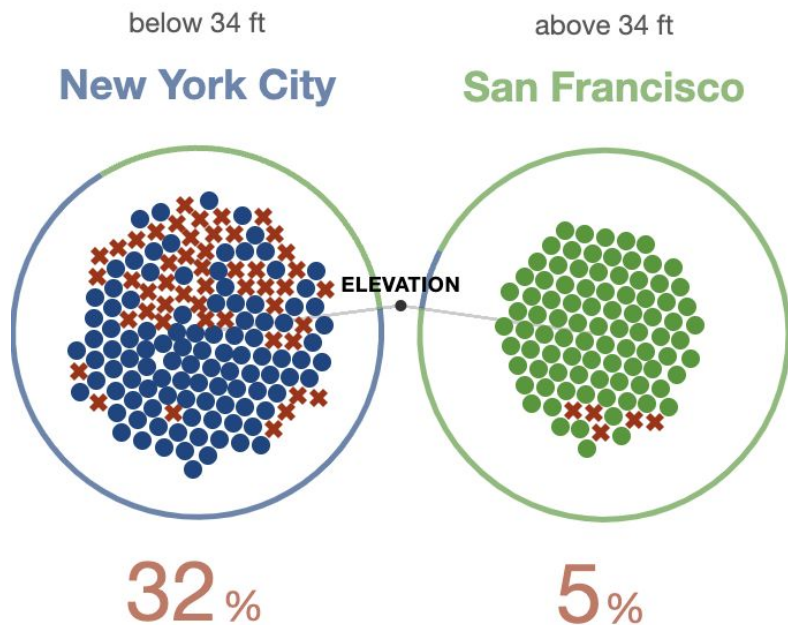 below 34 ft
above 34 ft
New York City
San Francisco
ELEVATION
32 %
5 %